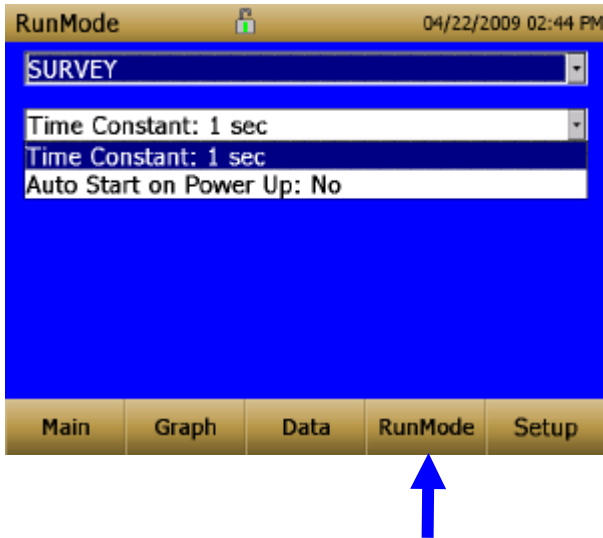 RunMode 04/22/2009 02:44 PM
SURVEY
Time Constant: 1 sec
Time Constant: 1 sec
Auto Start on Power Up: No
Main Graph Data RunMode Setup